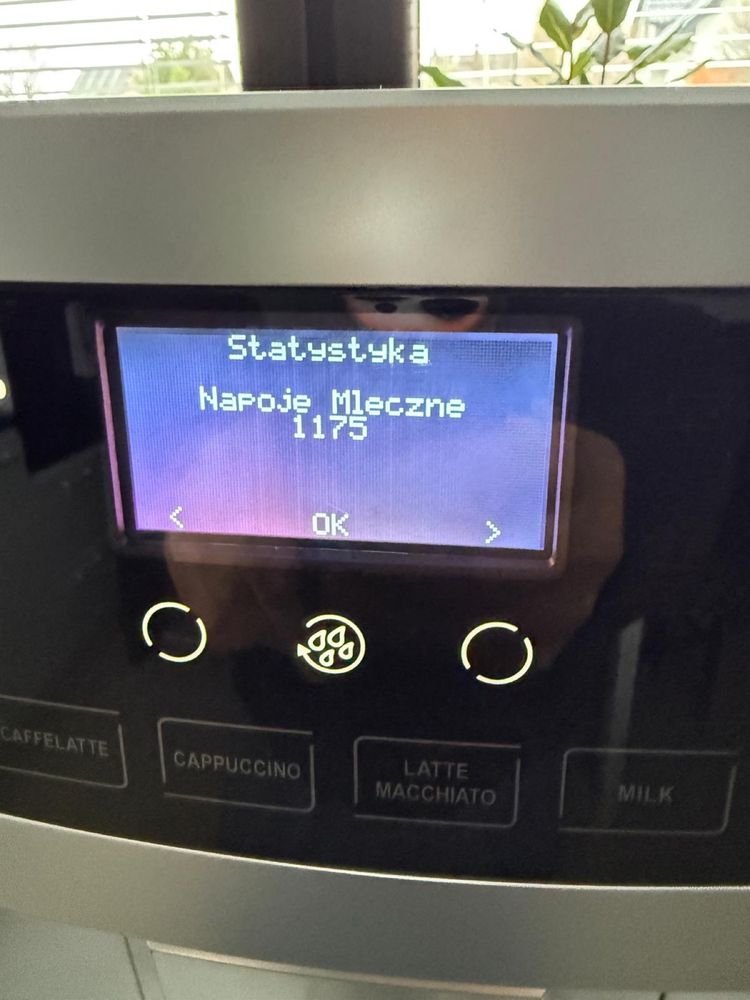 Statystyka
Napoje Mleczne
1175
< OK >
CAFFELATTE
CAPPUCCINO
LATTE
MACCHIATO
MILK